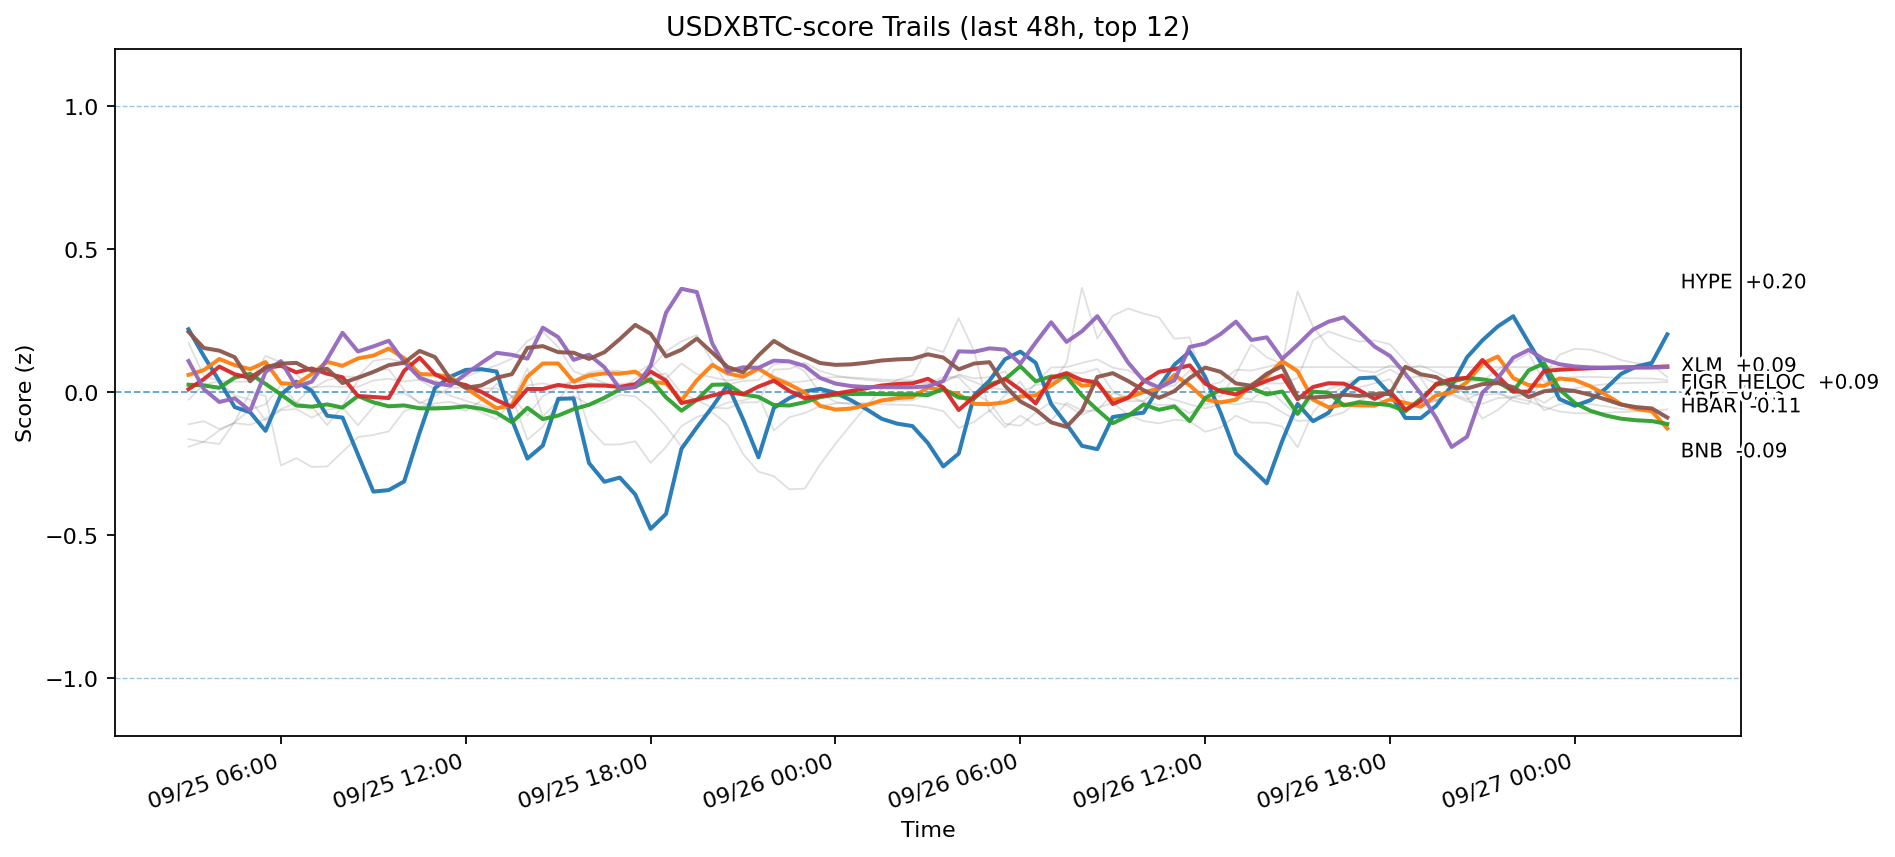 USDXBTC-score Trails (last 48h, top 12)
Score (z)
1.0
0.5
0.0
−0.5
−1.0
HYPE +0.20
XLM +0.09
FIGR_HELOC +0.09
HBAR -0.11
BNB -0.09
09/25 06:00
09/25 12:00
09/25 18:00
09/26 00:00
09/26 06:00
09/26 12:00
09/26 18:00
09/27 00:00
Time